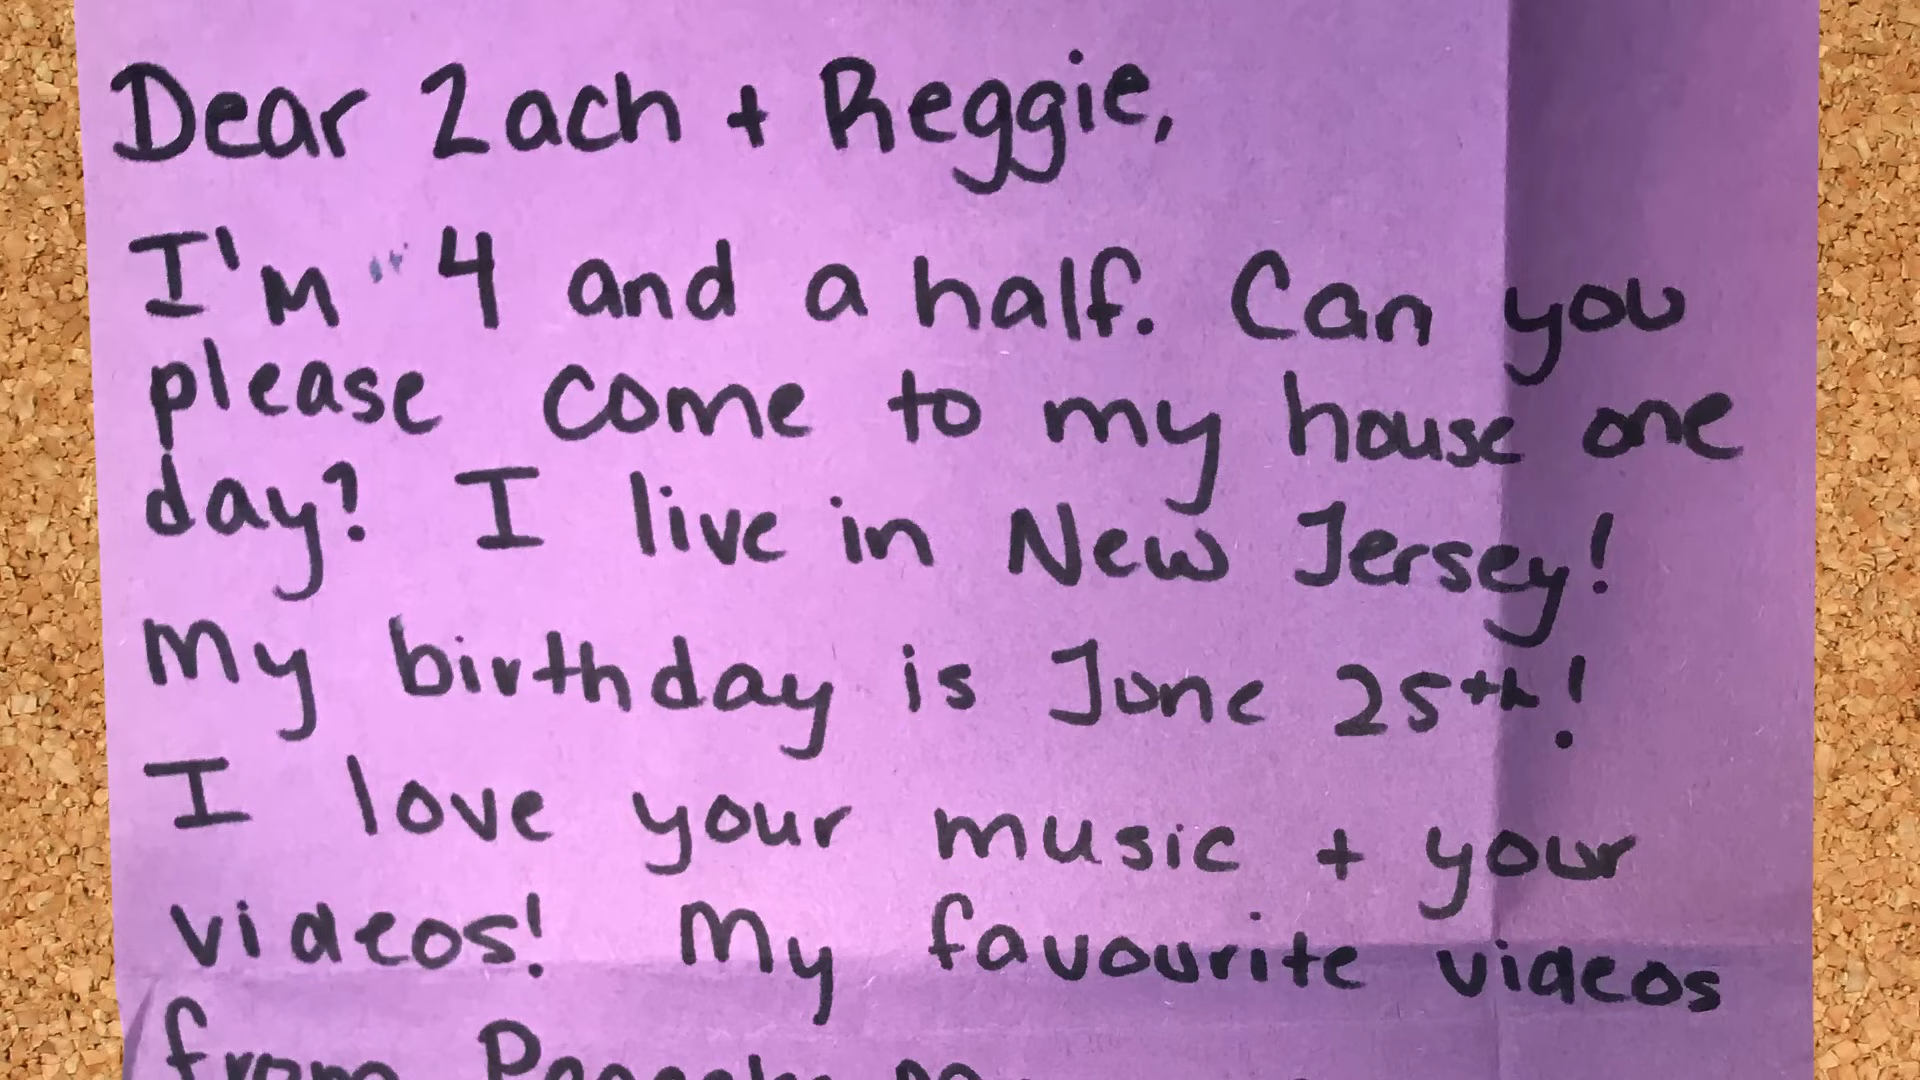 Dear Zach + Reggie,
I'm 4 and a half. Can you
please come to my house one
day? I live in New Jersey!
My birthday is June 25th!
I love your music + your
videos! My favourite videos
from